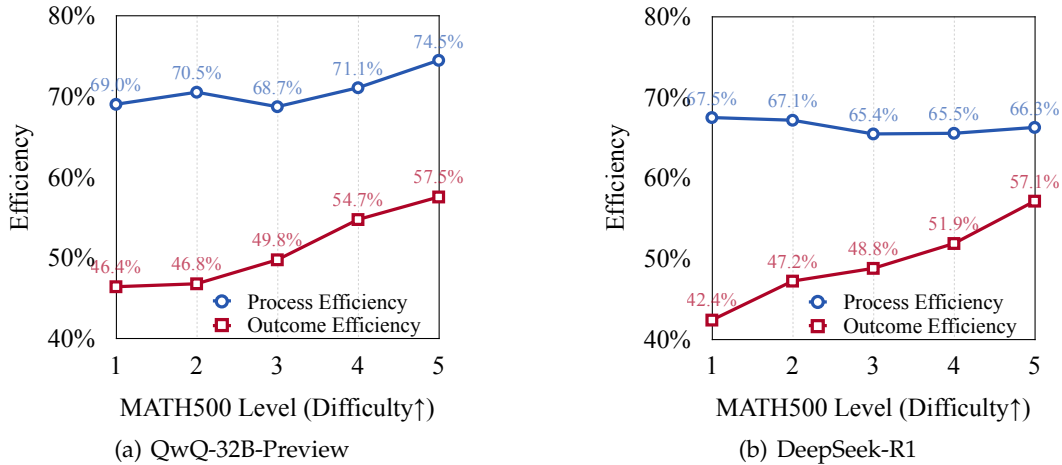 80%
70%
60%
50%
40%
Efficiency
69.0%
70.5%
68.7%
71.1%
74.5%
46.4%
46.8%
49.8%
54.7%
57.5%
Process Efficiency
Outcome Efficiency
1 2 3 4 5
MATH500 Level (Difficulty↑)
(a) QwQ-32B-Preview
80%
70%
60%
50%
40%
Efficiency
67.5%
67.1%
65.4%
65.5%
66.3%
42.4%
47.2%
48.8%
51.9%
57.1%
Process Efficiency
Outcome Efficiency
1 2 3 4 5
MATH500 Level (Difficulty↑)
(b) DeepSeek-R1